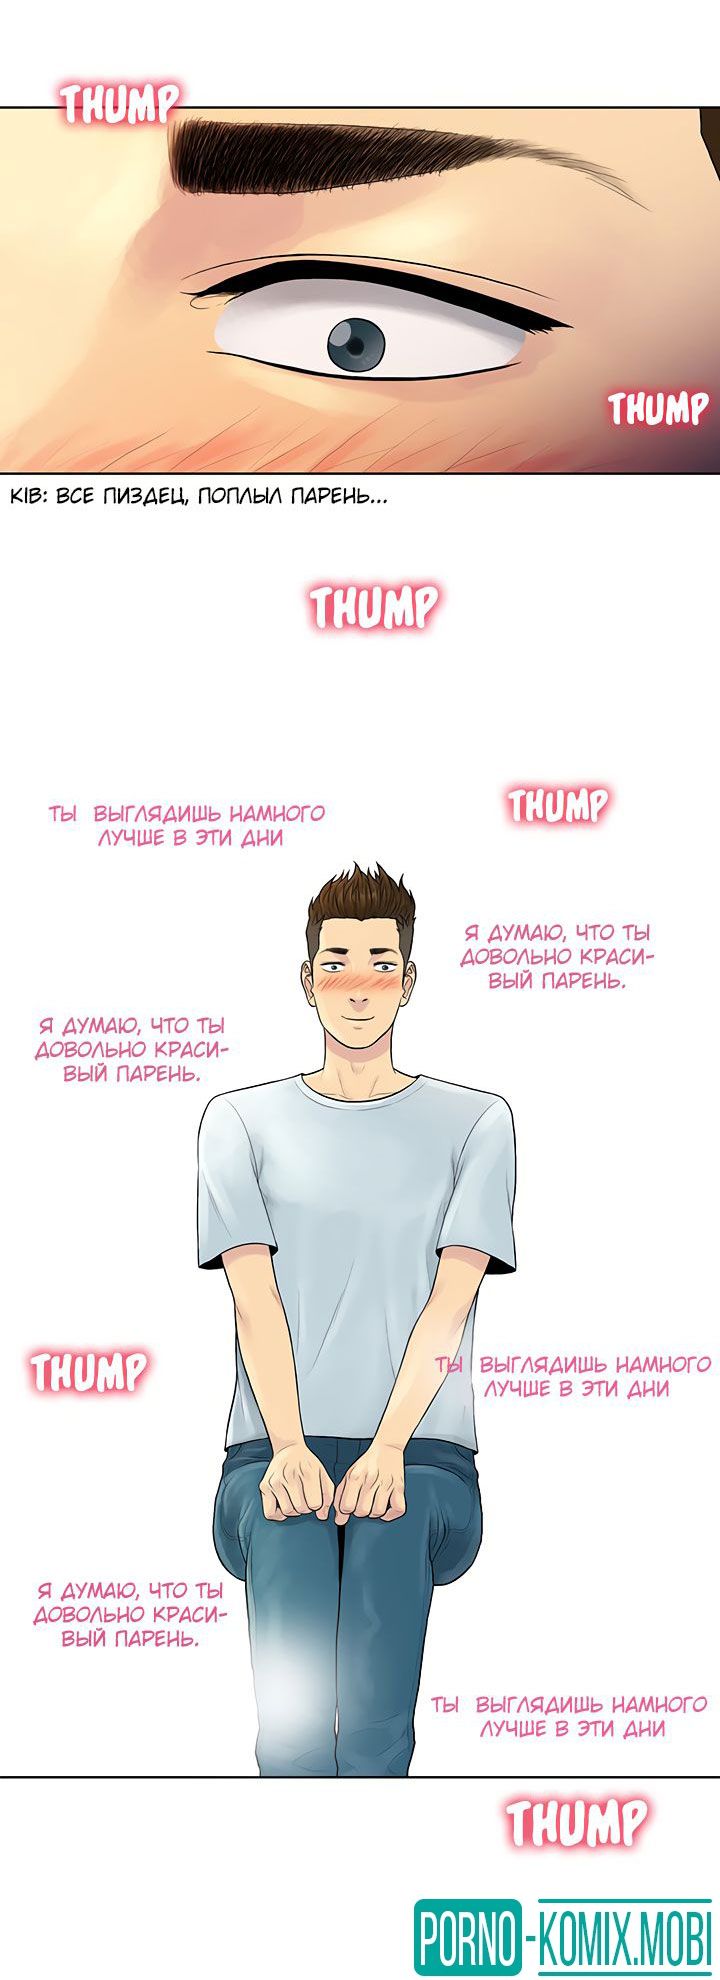 THUMP
THUMP
KIB: ВСЕ ПИЗДЕЦ, ПОПЛЫЛ ПАРЕНЬ...
THUMP
THUMP
ТЫ ВЫГЛЯДИШЬ НАМНОГО
ЛУЧШЕ В ЭТИ ДНИ
Я ДУМАЮ, ЧТО ТЫ
ДОВОЛЬНО КРАСИ-
ВЫЙ ПАРЕНЬ.
Я ДУМАЮ, ЧТО ТЫ
ДОВОЛЬНО КРАСИ-
ВЫЙ ПАРЕНЬ.
THUMP
ТЫ ВЫГЛЯДИШЬ НАМНОГО
ЛУЧШЕ В ЭТИ ДНИ
Я ДУМАЮ, ЧТО ТЫ
ДОВОЛЬНО КРАСИ-
ВЫЙ ПАРЕНЬ.
ТЫ ВЫГЛЯДИШЬ НАМНОГО
ЛУЧШЕ В ЭТИ ДНИ
THUMP
PORNO-KOMIX.MOBI